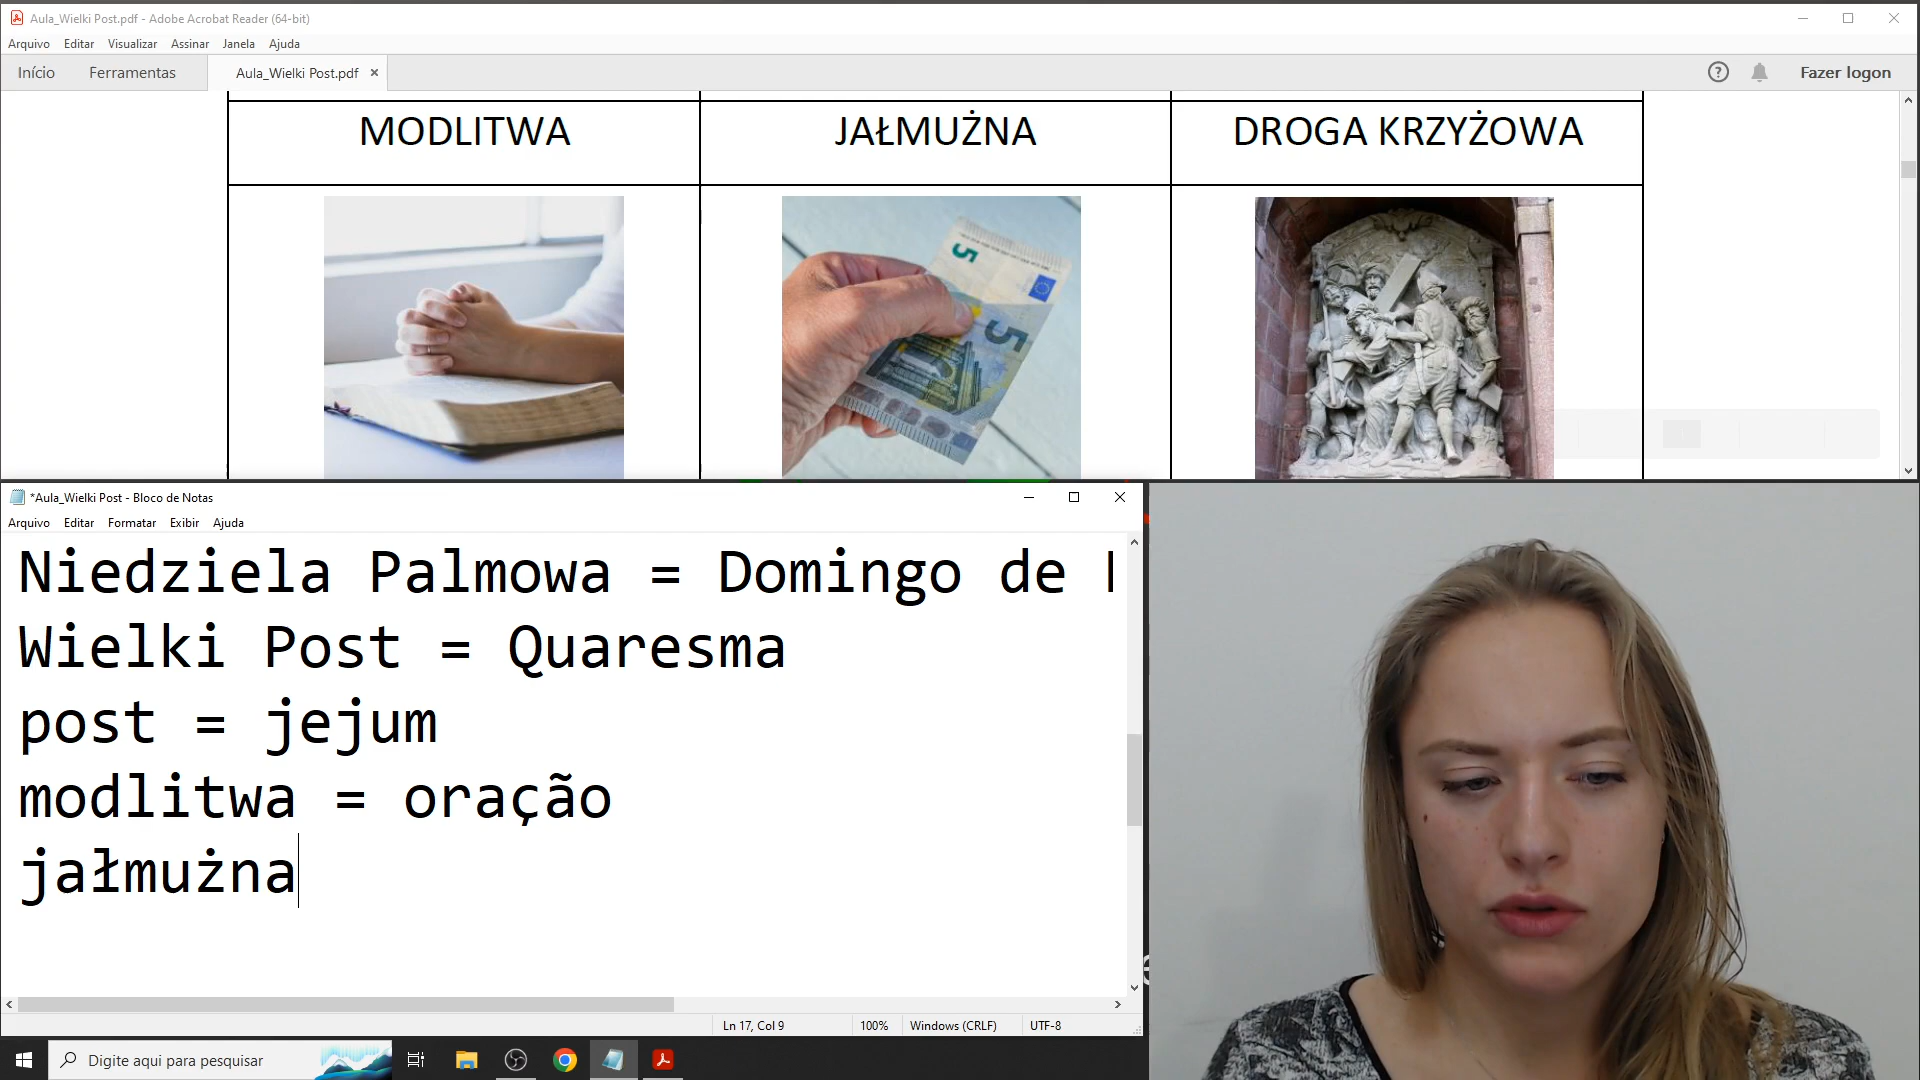 Aula_Wielki Post.pdf - Adobe Acrobat Reader (64-bit)
Arquivo Editar Visualizar Assinar Janela Ajuda
Início Ferramentas Aula_Wielki Post.pdf Fazer logon
MODLITWA JAŁMUŻNA DROGA KRZYŻOWA
5
5
*Aula_Wielki Post - Bloco de Notas
Arquivo Editar Formatar Exibir Ajuda
Niedziela Palmowa = Domingo de
Wielki Post = Quaresma
post = jejum
modlitwa = oração
jałmużna
Ln 17, Col 9 100% Windows (CRLF) UTF-8
Digite aqui para pesquisar